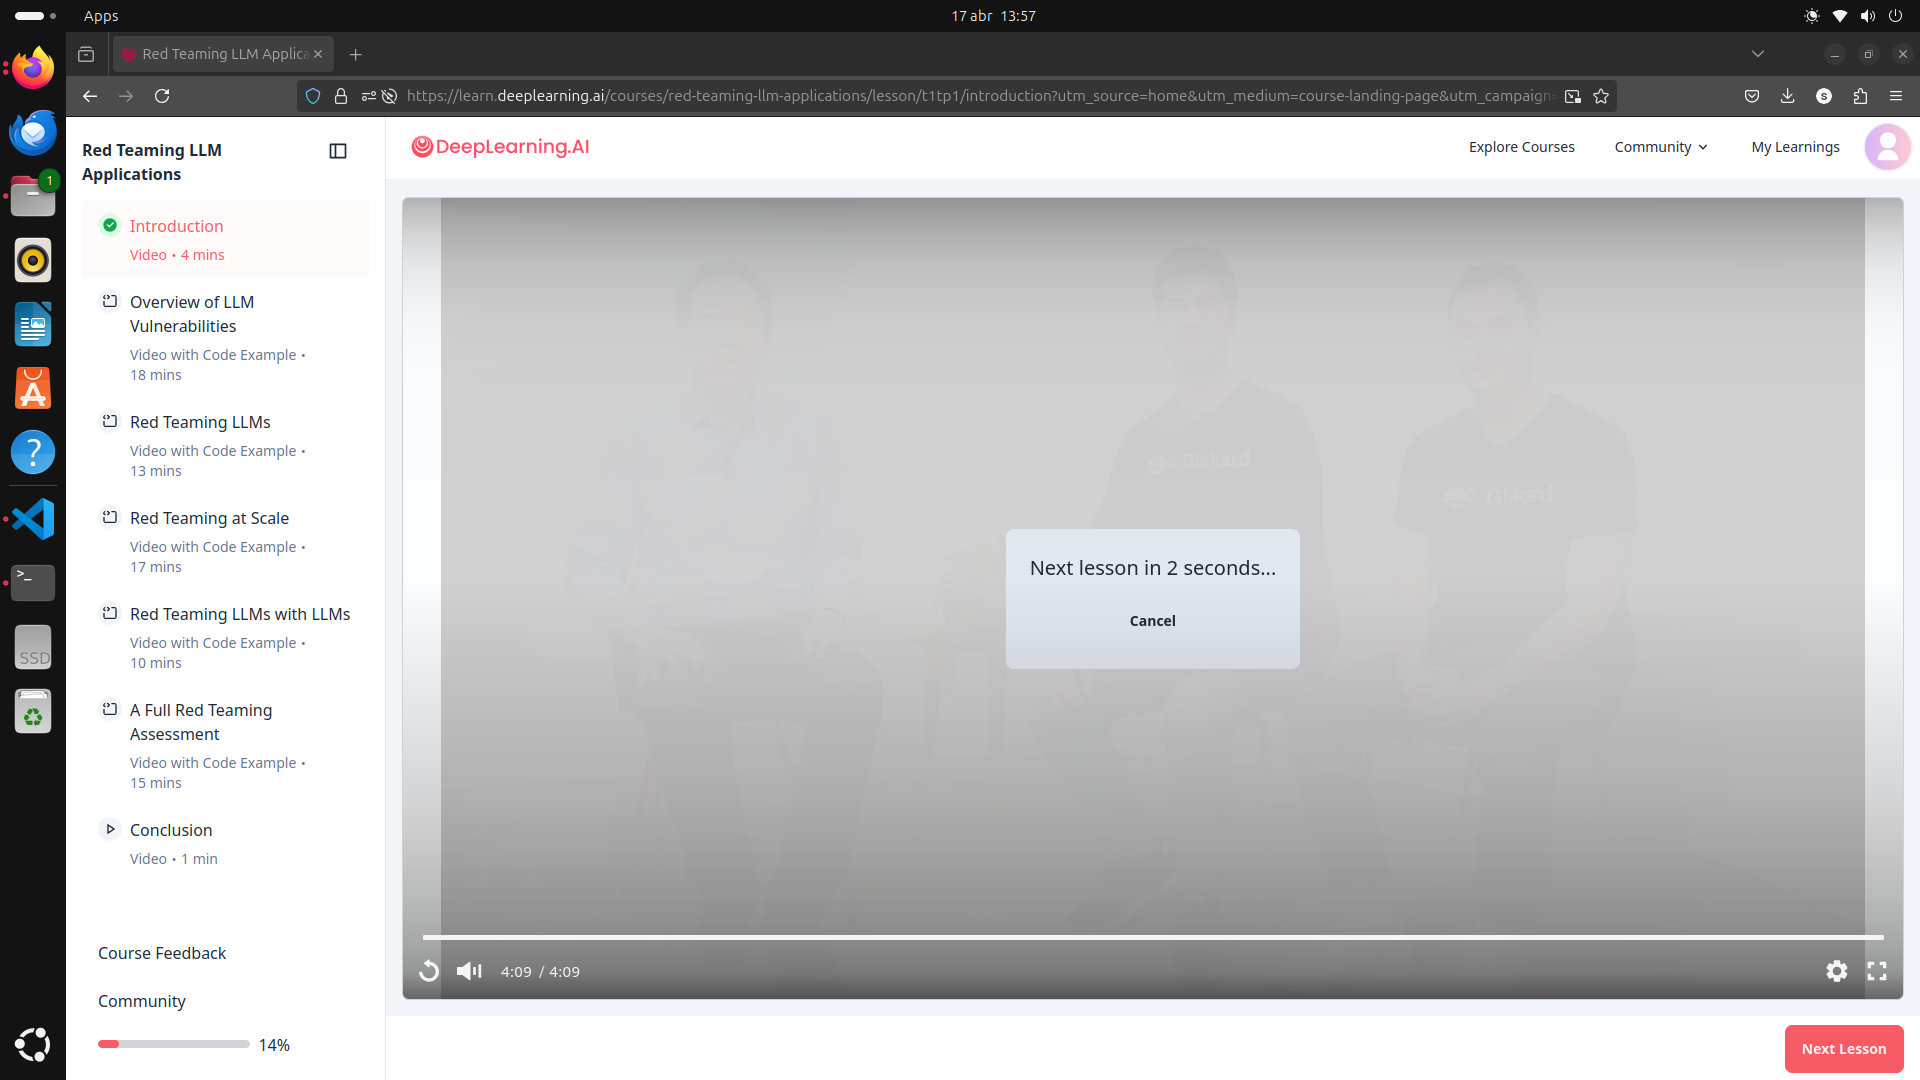 Apps
17 abr 13:57
Red Teaming LLM Applica
https://learn.deeplearning.ai/courses/red-teaming-llm-applications/lesson/t1tp1/introduction?utm_source=home&utm_medium=course-landing-page&utm_campaign=
S
1
SSD
Red Teaming LLM
Applications
Introduction
Video • 4 mins
Overview of LLM
Vulnerabilities
Video with Code Example •
18 mins
Red Teaming LLMs
Video with Code Example •
13 mins
Red Teaming at Scale
Video with Code Example •
17 mins
Red Teaming LLMs with LLMs
Video with Code Example •
10 mins
A Full Red Teaming
Assessment
Video with Code Example •
15 mins
Conclusion
Video • 1 min
Course Feedback
Community
14%
DeepLearning.AI
Explore Courses
Community
My Learnings
Giskard
Giskard
Next lesson in 2 seconds...
Cancel
4:09 / 4:09
Next Lesson